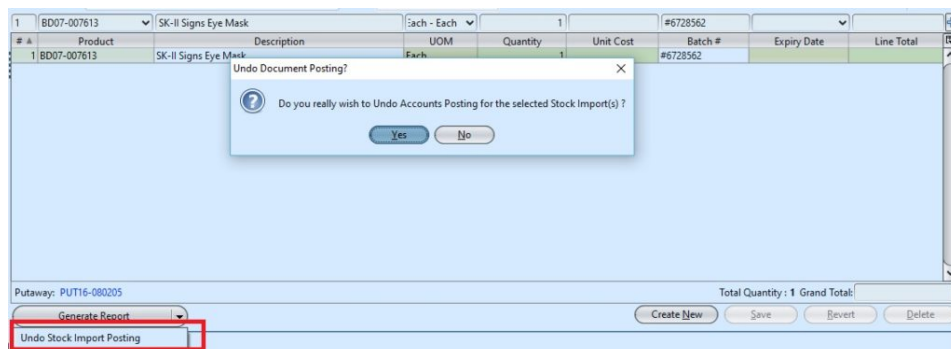 1 BD07-007613 SK-II Signs Eye Mask Each - Each 1 #6728562
# Product Description UOM Quantity Unit Cost Batch # Expiry Date Line Total
1 BD07-007613 SK-II Signs Eye Mask Each 1 #6728562
Undo Document Posting?
Do you really wish to Undo Accounts Posting for the selected Stock Import(s) ?
Yes No
Putaway: PUT16-080205 Total Quantity : 1 Grand Total:
Generate Report Create New Save Revert Delete
Undo Stock Import Posting